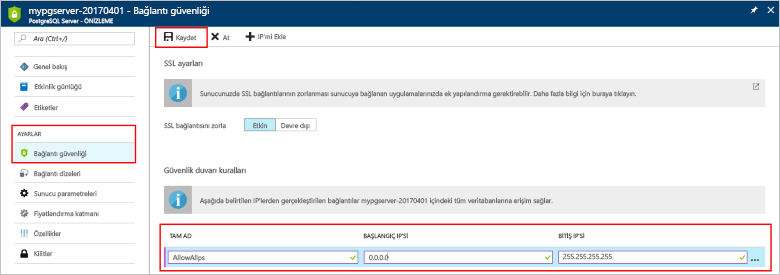 mypgserver-20170401 - Bağlantı güvenliği
PostgreSQL Server - ÖNİZLEME
Ara (Ctrl+/)
Genel bakış
Etkinlik günlüğü
Etiketler
AYARLAR
Bağlantı güvenliği
Bağlantı dizeleri
Sunucu parametreleri
Fiyatlandırma katmanı
Özellikler
Kilitler
Kaydet
At
IP'mi Ekle
SSL ayarları
Sunucunuzda SSL bağlantılarının zorlanması sunucuya bağlanan uygulamalarınızda ek yapılandırma gerektirebilir. Daha fazla bilgi için buraya tıklayın.
SSL bağlantısını zorla
Etkin
Devre dışı
Güvenlik duvarı kuralları
Aşağıda belirtilen IP'lerden gerçekleştirilen bağlantılar mypgserver-20170401 içindeki tüm veritabanlarına erişim sağlar.
TAM AD
BAŞLANGIÇ IP'Sİ
BİTİŞ IP'Sİ
AllowAllps
0.0.0.0
255.255.255.255